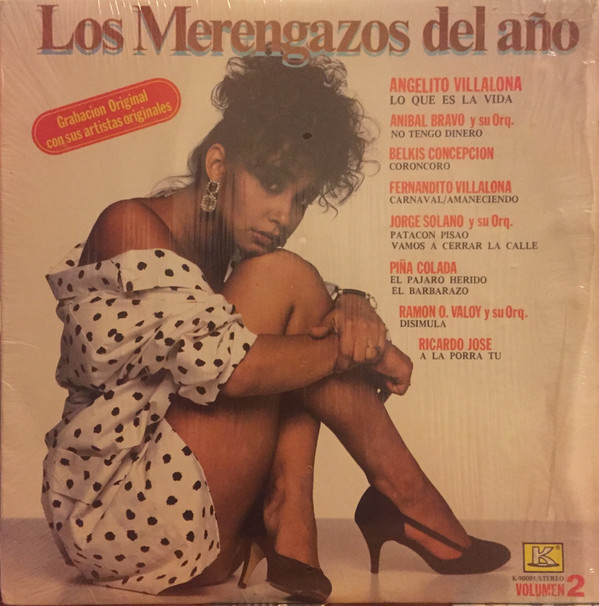 Los Merengazos del año
Grabacion Original
con sus artistas originales
ANGELITO VILLALONA
LO QUE ES LA VIDA
ANIBAL BRAVO y su Orq.
NO TENGO DINERO
BELKIS CONCEPCION
CORONCORO
FERNANDITO VILLALONA
CARNAVAL/AMANECIENDO
JORGE SOLANO y su Orq.
PATACON PISAO
VAMOS A CERRAR LA CALLE
PIÑA COLADA
EL PAJARO HERIDO
EL BARBARAZO
RAMON O. VALOY y su Orq.
DISIMULA
RICARDO JOSE
A LA PORRA TU
K
STEREO
VOLUMEN 2